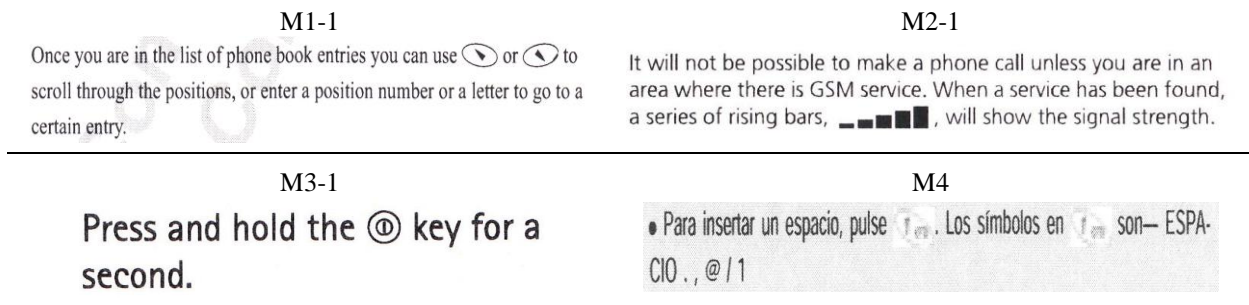 M1-1
Once you are in the list of phone book entries you can use or to
scroll through the positions, or enter a position number or a letter to go to a
certain entry.
M2-1
It will not be possible to make a phone call unless you are in an
area where there is GSM service. When a service has been found,
a series of rising bars, , will show the signal strength.
M3-1
Press and hold the key for a
second.
M4
• Para insertar un espacio, pulse . Los símbolos en son— ESPA-
CIO . , @ / 1